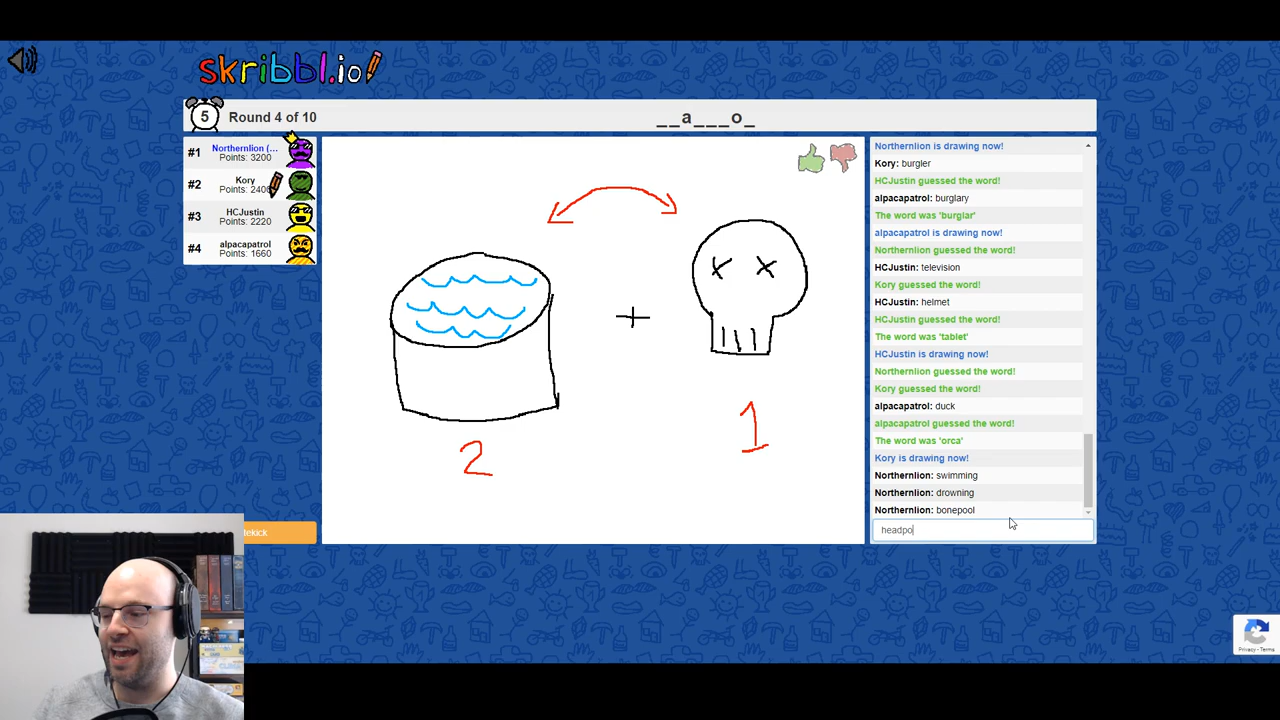 skribbl.io
5 Round 4 of 10 __a___o_
#1 Northernlion (...
Points: 3200
#2 Kory
Points: 2406
#3 HCJustin
Points: 2220
#4 alpacapatrol
Points: 1660
+
2 1
Northernlion is drawing now!
Kory: burgler
HCJustin guessed the word!
alpacapatrol: burglary
The word was 'burglar'
alpacapatrol is drawing now!
Northernlion guessed the word!
HCJustin: television
Kory guessed the word!
HCJustin: helmet
HCJustin guessed the word!
The word was 'tablet'
HCJustin is drawing now!
Northernlion guessed the word!
Kory guessed the word!
alpacapatrol: duck
alpacapatrol guessed the word!
The word was 'orca'
Kory is drawing now!
Northernlion: swimming
Northernlion: drowning
Northernlion: bonepool
headpo
Privacy - Terms